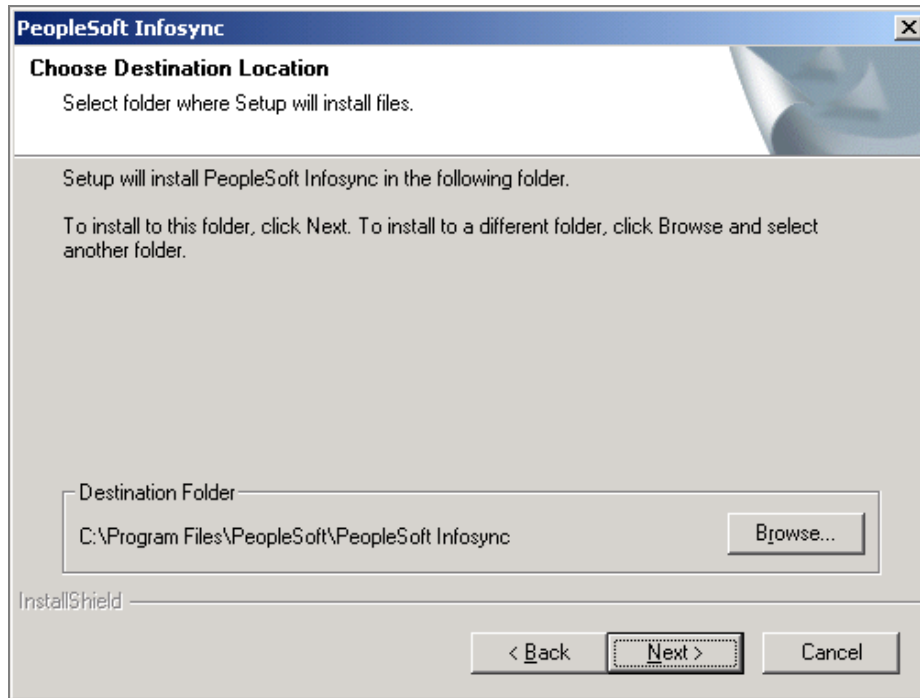 PeopleSoft Infosync
Choose Destination Location
Select folder where Setup will install files.
Setup will install PeopleSoft Infosync in the following folder.
To install to this folder, click Next. To install to a different folder, click Browse and select
another folder.
Destination Folder
C:\Program Files\PeopleSoft\PeopleSoft Infosync
Browse...
InstallShield
< Back
Next >
Cancel